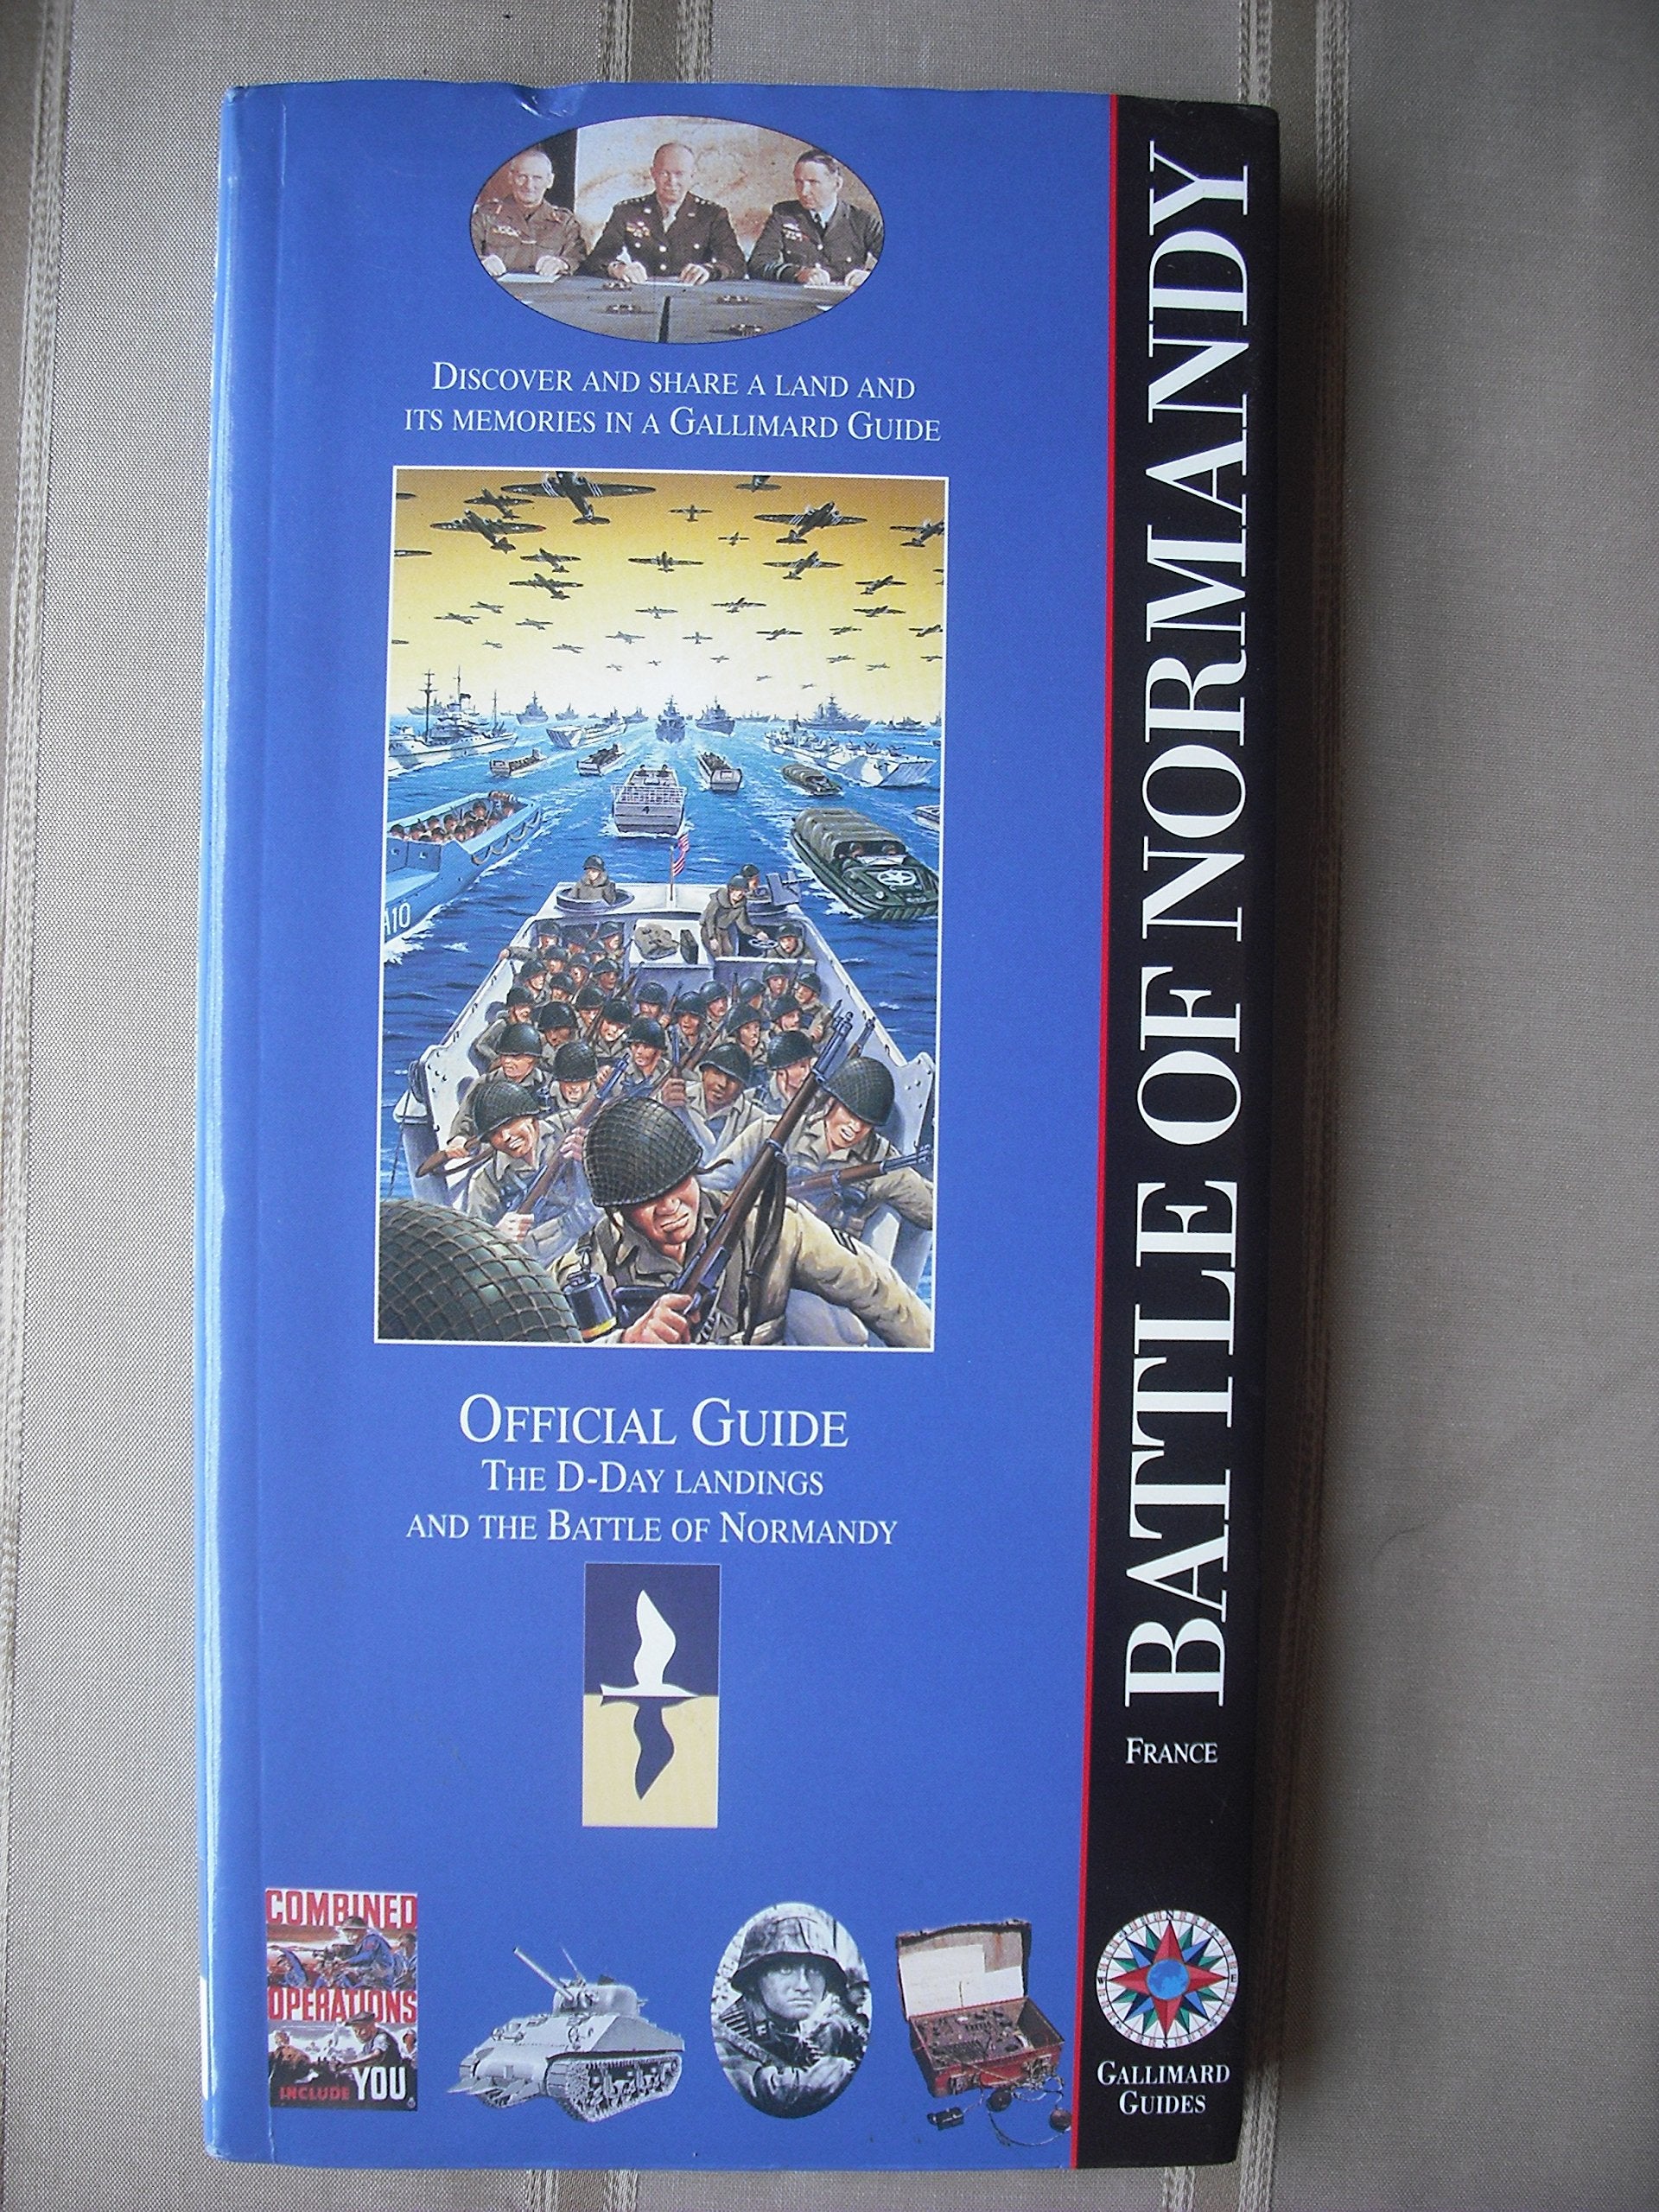 DISCOVER AND SHARE A LAND AND
ITS MEMORIES IN A GALLIMARD GUIDE
4
A10
OFFICIAL GUIDE
THE D-DAY LANDINGS
AND THE BATTLE OF NORMANDY
COMBINED
OPERATIONS
INCLUDE YOU
BATTLE OF NORMANDY
FRANCE
N
E
S
W
GALLIMARD
GUIDES